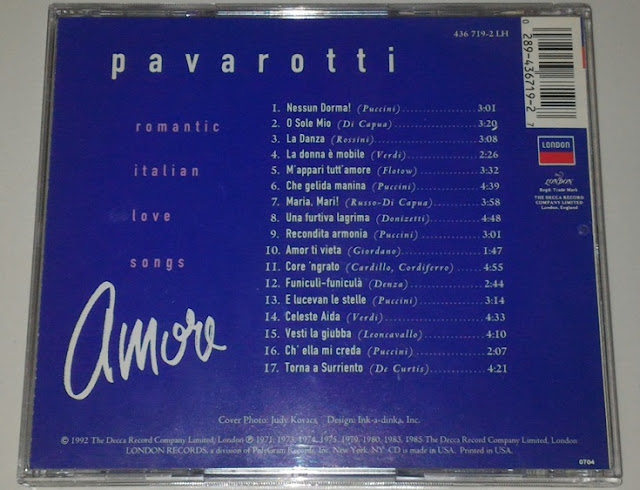 436 719-2 LH
pavarotti
romantic
italian
love
songs
Amore
1. Nessun Dorma! (Puccini) 3:01
2. O Sole Mio (Di Capua) 3:20
3. La Danza (Rossini) 3:08
4. La donna è mobile (Verdi) 2:26
5. M'appari tutt'amore (Flotow) 3:32
6. Che gelida manina (Puccini) 4:39
7. Maria, Mari! (Russo-Di Capua) 3:58
8. Una furtiva lagrima (Donizetti) 4:48
9. Recondita armonia (Puccini) 3:01
10. Amor ti vieta (Giordano) 1:47
11. Core 'ngrato (Cardillo, Cordiferro) 4:55
12. Funiculi-funiculà (Denza) 2:44
13. E lucevan le stelle (Puccini) 3:14
14. Celeste Aida (Verdi) 4:33
15. Vesti la giubba (Leoncavallo) 4:10
16. Ch' ella mi creda (Puccini) 2:07
17. Torna a Surriento (De Curtis) 4:21
0 289-436719-2 7
LONDON
LONDON
Regd. Trade Mark
THE DECCA RECORD
COMPANY LIMITED
London, England
Cover Photo: Judy Kovacs Design: Ink-a-dinka, Inc.
© 1992 The Decca Record Company Limited, London ℗ 1971, 1973, 1974, 1975, 1979, 1980, 1983, 1985 The Decca Record Company Limited, London
LONDON RECORDS, a division of PolyGram Records, Inc. New York, NY CD is made in USA. Printed in USA.
0704